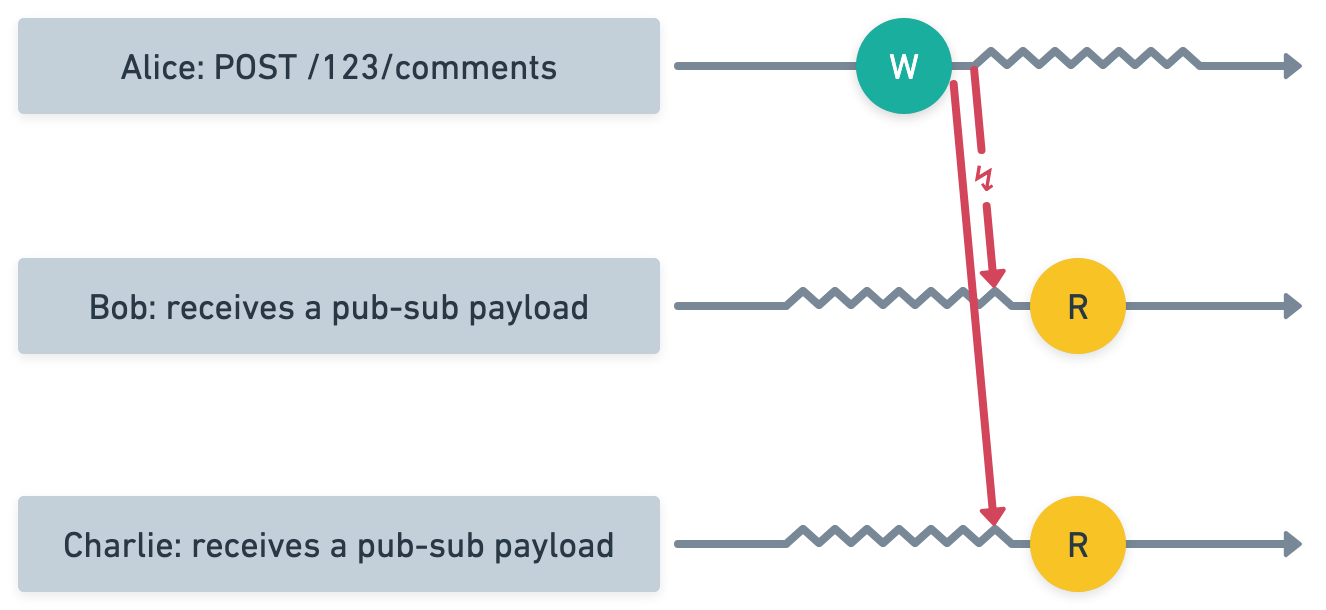 Alice: POST /123/comments
W
↯
Bob: receives a pub-sub payload
R
Charlie: receives a pub-sub payload
R